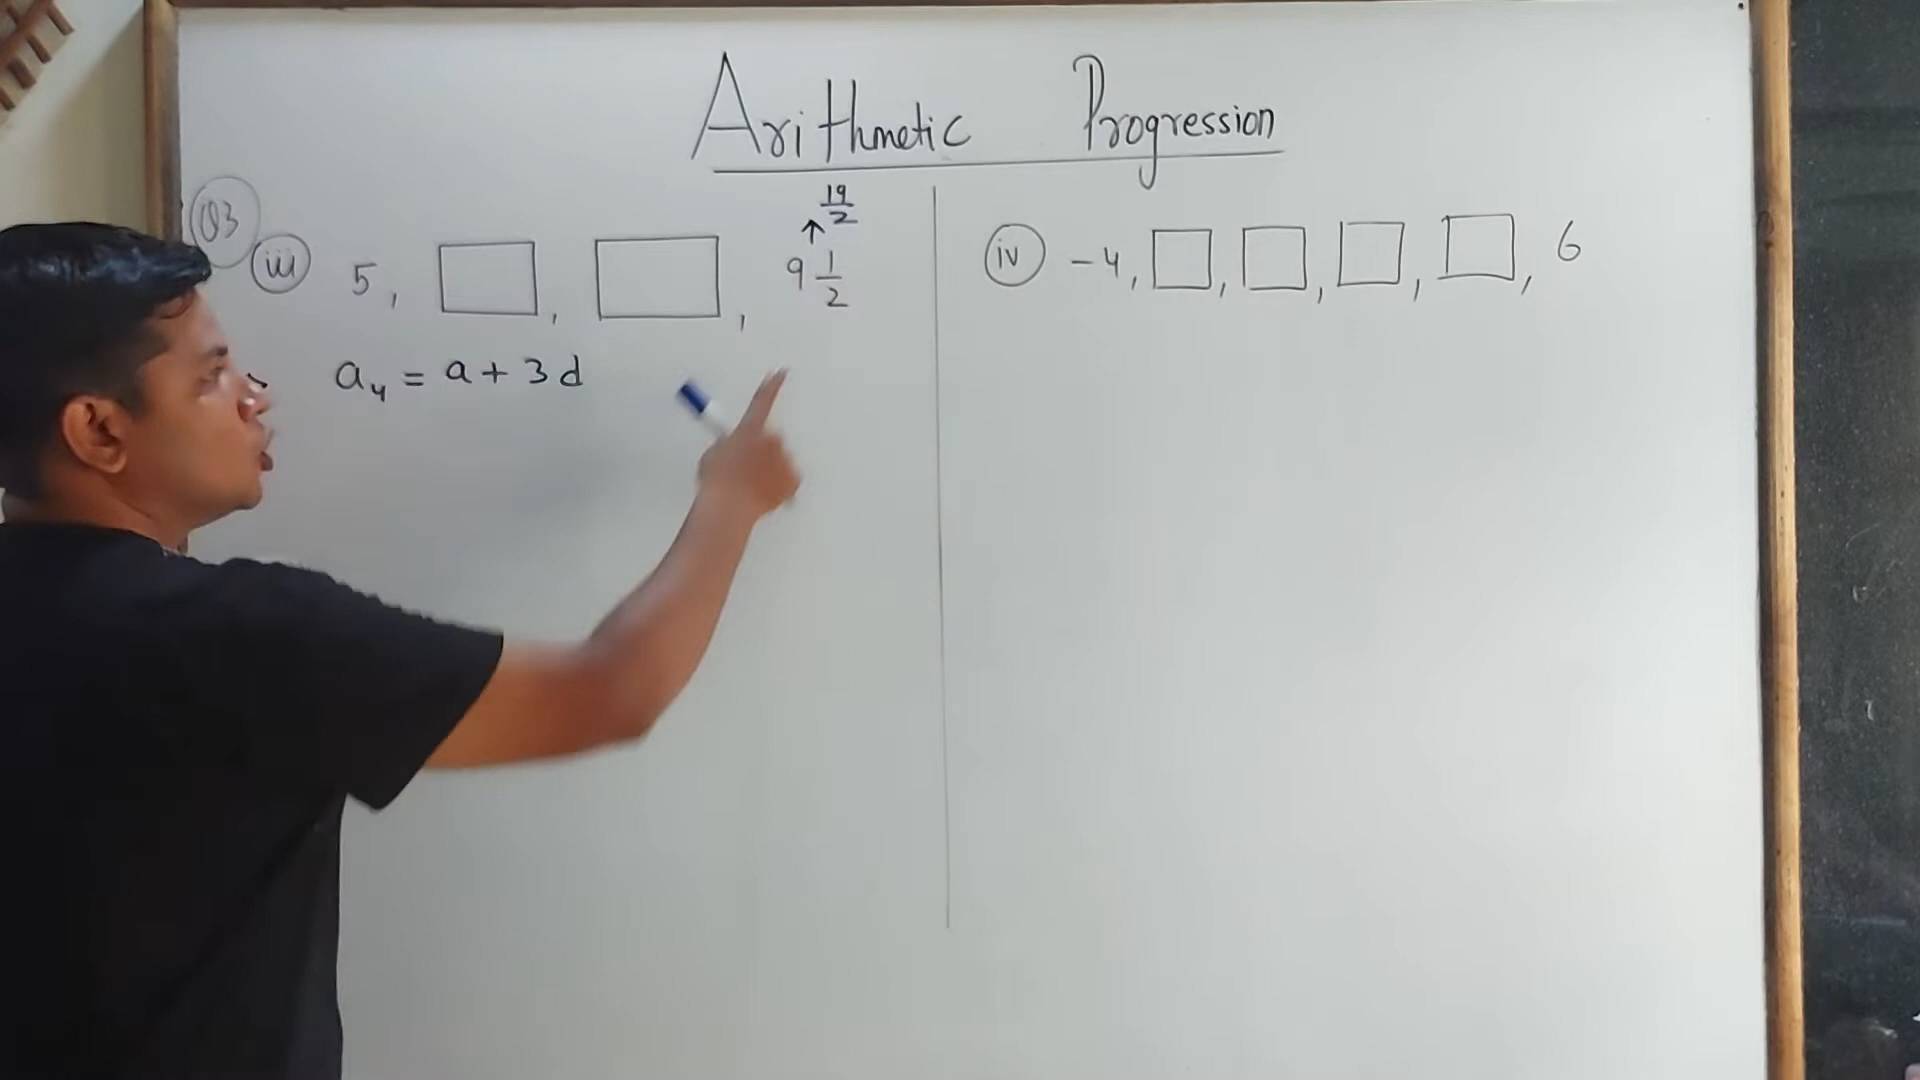 Arithmetic Progression
Q3
iii 5, □, □, 9 1/2 ↑ 19/2
a₄ = a + 3d
iv -4, □, □, □, □, 6